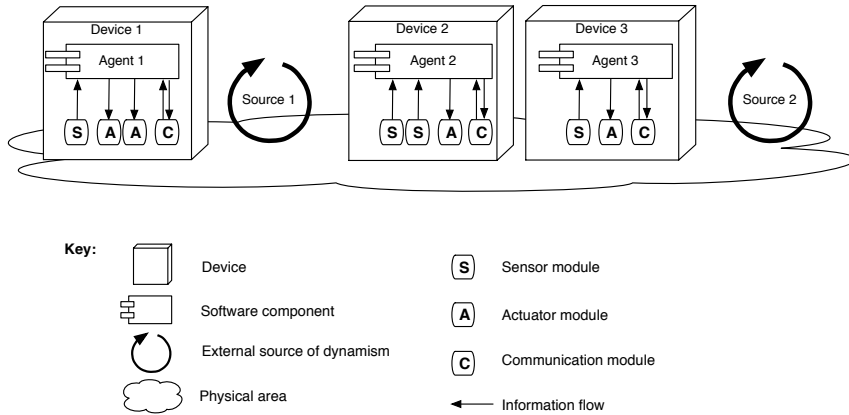 Device 1
Device 2
Device 3
Agent 1
Agent 2
Agent 3
Source 1
Source 2
S A A C
S S A C
S A C
Key:
Device
S Sensor module
Software component
A Actuator module
External source of dynamism
C Communication module
Physical area
Information flow